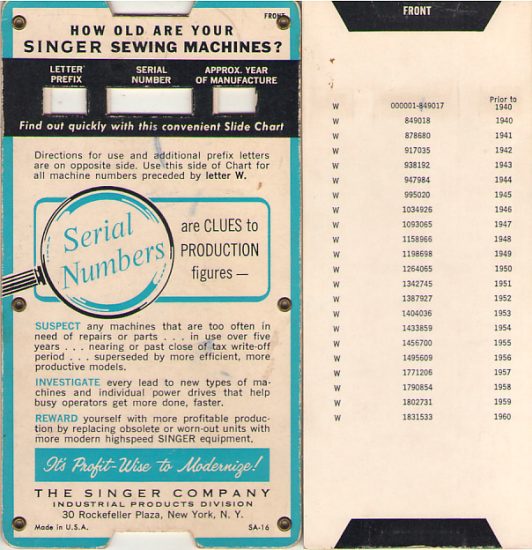 FRONT
HOW OLD ARE YOUR
SINGER SEWING MACHINES?
LETTER PREFIX
SERIAL NUMBER
APPROX. YEAR OF MANUFACTURE
Find out quickly with this convenient Slide Chart
Directions for use and additional prefix letters
are on opposite side. Use this side of Chart for
all machine numbers preceded by letter W.
Serial
Numbers
are CLUES to
PRODUCTION
figures —
SUSPECT any machines that are too often in
need of repairs or parts . . . in use over five
years . . . nearing or past close of tax write-off
period . . . superseded by more efficient, more
productive models.
INVESTIGATE every lead to new types of ma-
chines and individual power drives that help
busy operators get more done, faster.
REWARD yourself with more profitable produc-
tion by replacing obsolete or worn-out units with
more modern highspeed SINGER equipment.
It's Profit-Wise to Modernize!
THE SINGER COMPANY
INDUSTRIAL PRODUCTS DIVISION
30 Rockefeller Plaza, New York, N. Y.
Made in U.S.A. SA-16
FRONT
Prior to
W 000001-849017 1940
W 849018 1940
W 878680 1941
W 917035 1942
W 938192 1943
W 947984 1944
W 995020 1945
W 1034926 1946
W 1093065 1947
W 1158966 1948
W 1198698 1949
W 1264065 1950
W 1342745 1951
W 1387927 1952
W 1404036 1953
W 1433859 1954
W 1456700 1955
W 1495609 1956
W 1771206 1957
W 1790854 1958
W 1802731 1959
W 1831533 1960